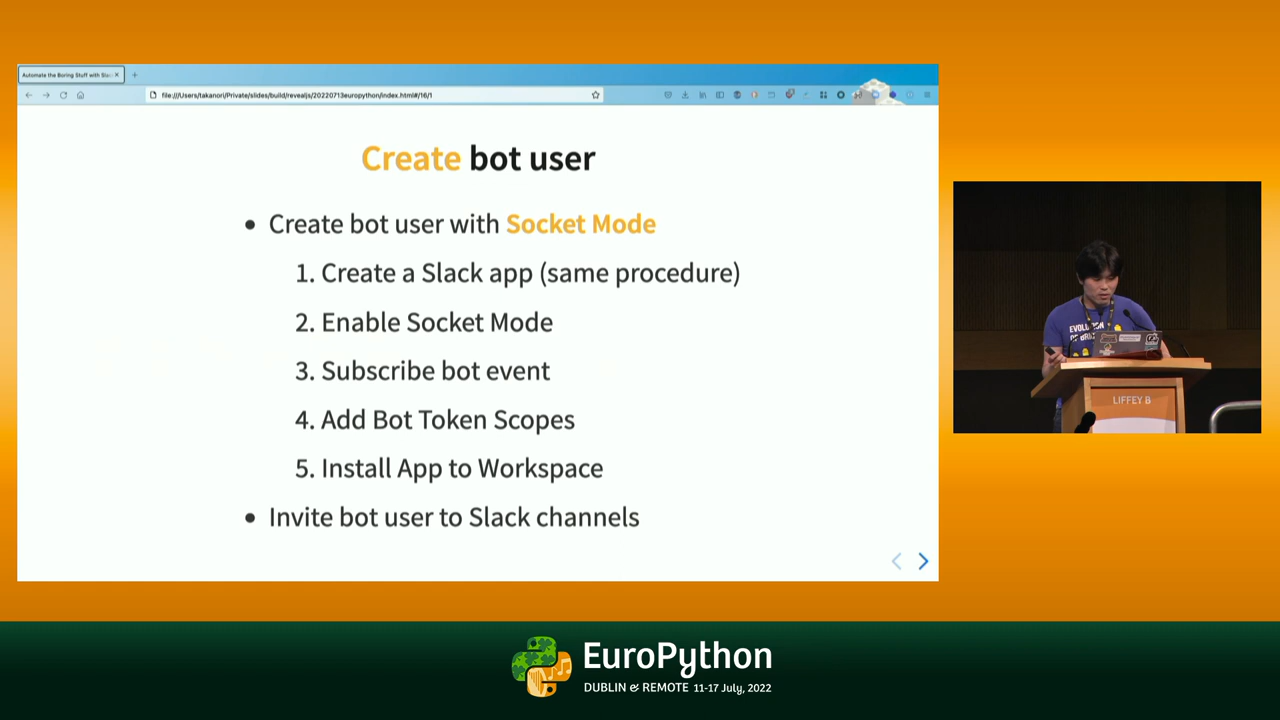 Automate the Boring Stuff with Sla
file:///Users/takanori/Private/slides/build/revealjs/20220713europython/index.html#/16/1
Create bot user
Create bot user with Socket Mode
1. Create a Slack app (same procedure)
2. Enable Socket Mode
3. Subscribe bot event
4. Add Bot Token Scopes
5. Install App to Workspace
Invite bot user to Slack channels
LIFFEY B
EuroPython
DUBLIN & REMOTE 11-17 July, 2022